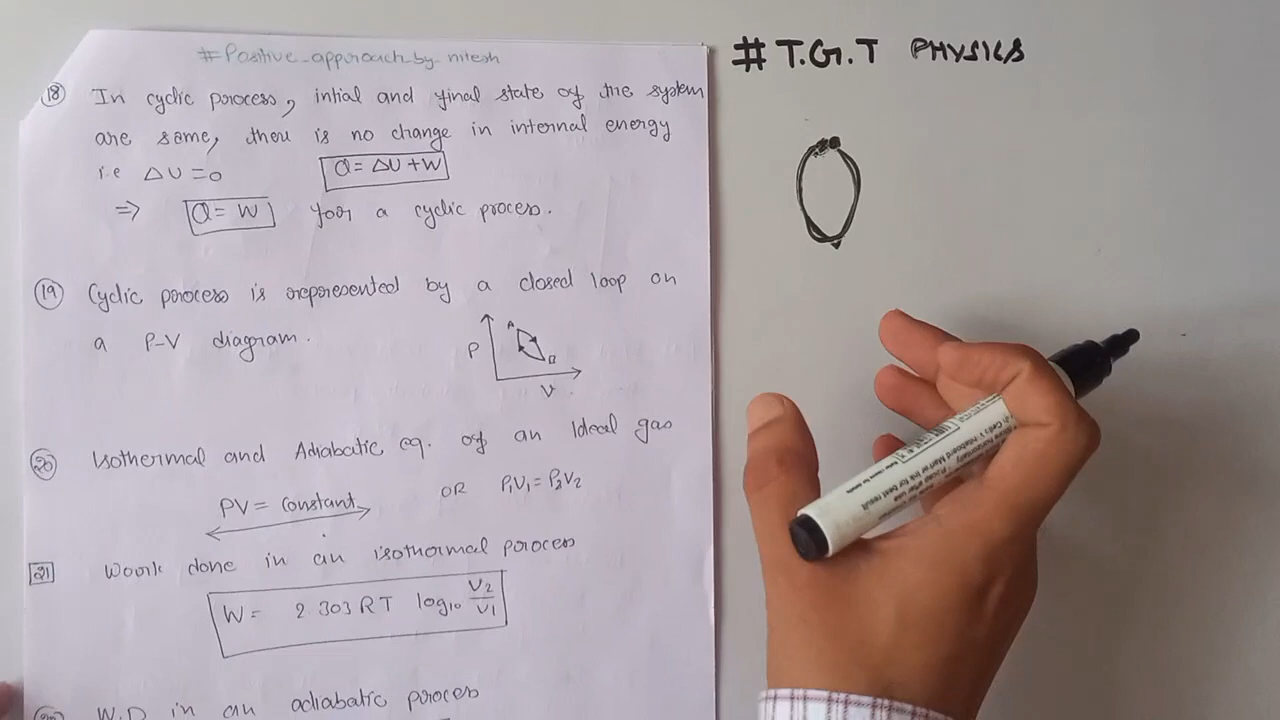 #Positive_approach_by_nitesh
# T.G.T PHYSICS
18 In cyclic process, intial and final state of the system
are same, ther is no change in internal energy
i.e ΔU = 0 Q = ΔU + W
⇒ Q = W for a cyclic process.
19 Cyclic process is represented by a closed loop on
a P-V diagram.
A
P
B
V
20 Isothermal and Adiabatic eq. of an Ideal gas
PV = Constant OR P₁V₁ = P₂V₂
21 Work done in an isothermal process
W = 2.303 RT log₁₀ V₂/V₁
W.D in an adiabatic process